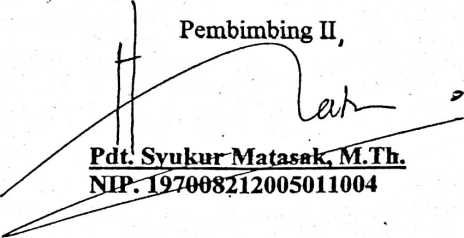 Pembimbing II,
Pdt. Syukur Matasak, M.Th.
NIP. 197008212005011004